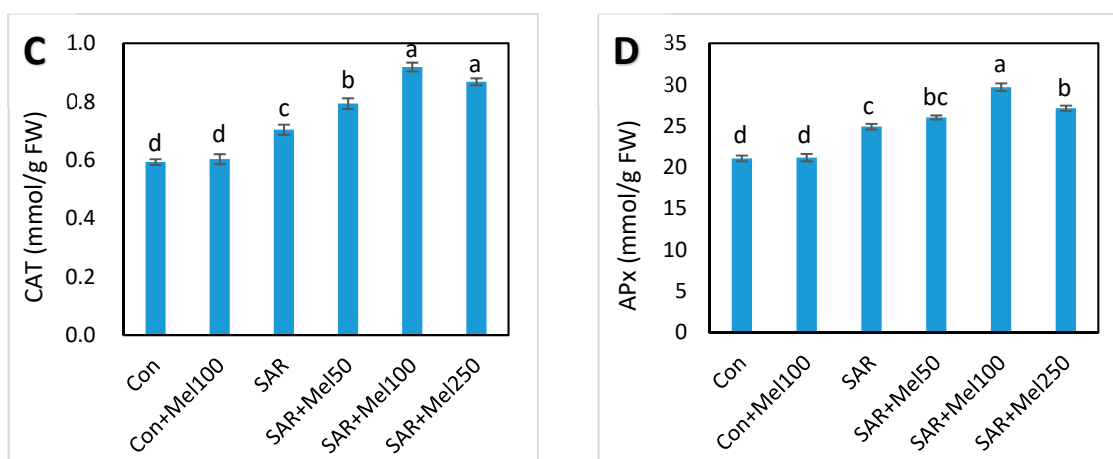 C
CAT (mmol/g FW)
1.0
0.8
0.6
0.4
0.2
0.0
d
d
c
b
a
a
Con
Con+Mel100
SAR
SAR+Mel50
SAR+Mel100
SAR+Mel250
D
APx (mmol/g FW)
35
30
25
20
15
10
5
0
d
d
c
bc
a
b
Con
Con+Mel100
SAR
SAR+Mel50
SAR+Mel100
SAR+Mel250